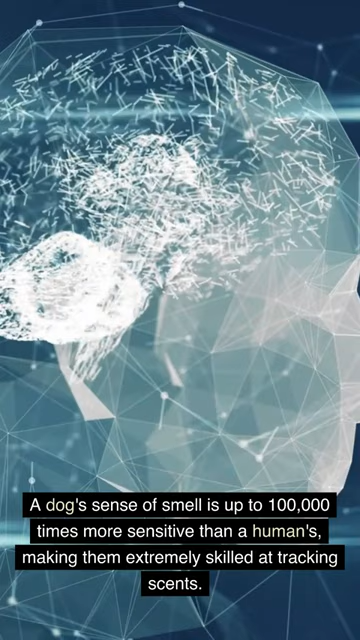 A dog's sense of smell is up to 100,000
times more sensitive than a human's,
making them extremely skilled at tracking
scents.